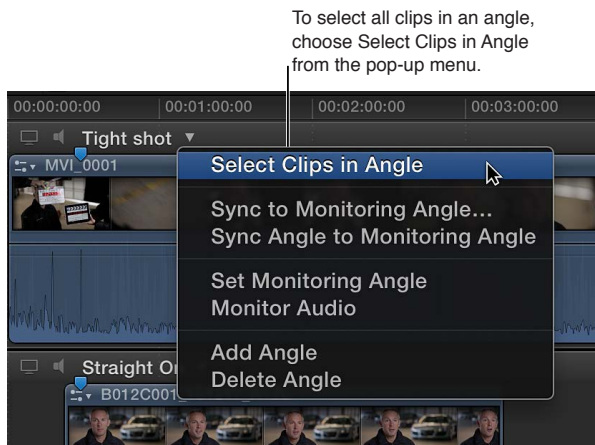 To select all clips in an angle,
choose Select Clips in Angle
from the pop-up menu.
00:00:00:00 00:01:00:00 00:02:00:00 00:03:00:00
Tight shot
MVI_0001
Select Clips in Angle
Sync to Monitoring Angle...
Sync Angle to Monitoring Angle
Set Monitoring Angle
Monitor Audio
Add Angle
Delete Angle
Straight
B012C001